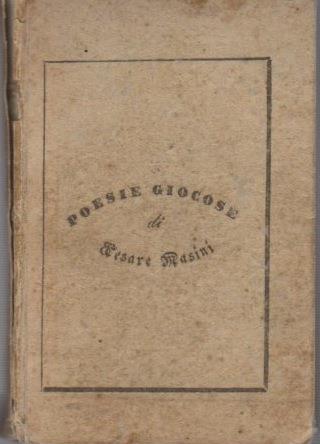 POESIE GIOCOSE
di
Cesare Masini